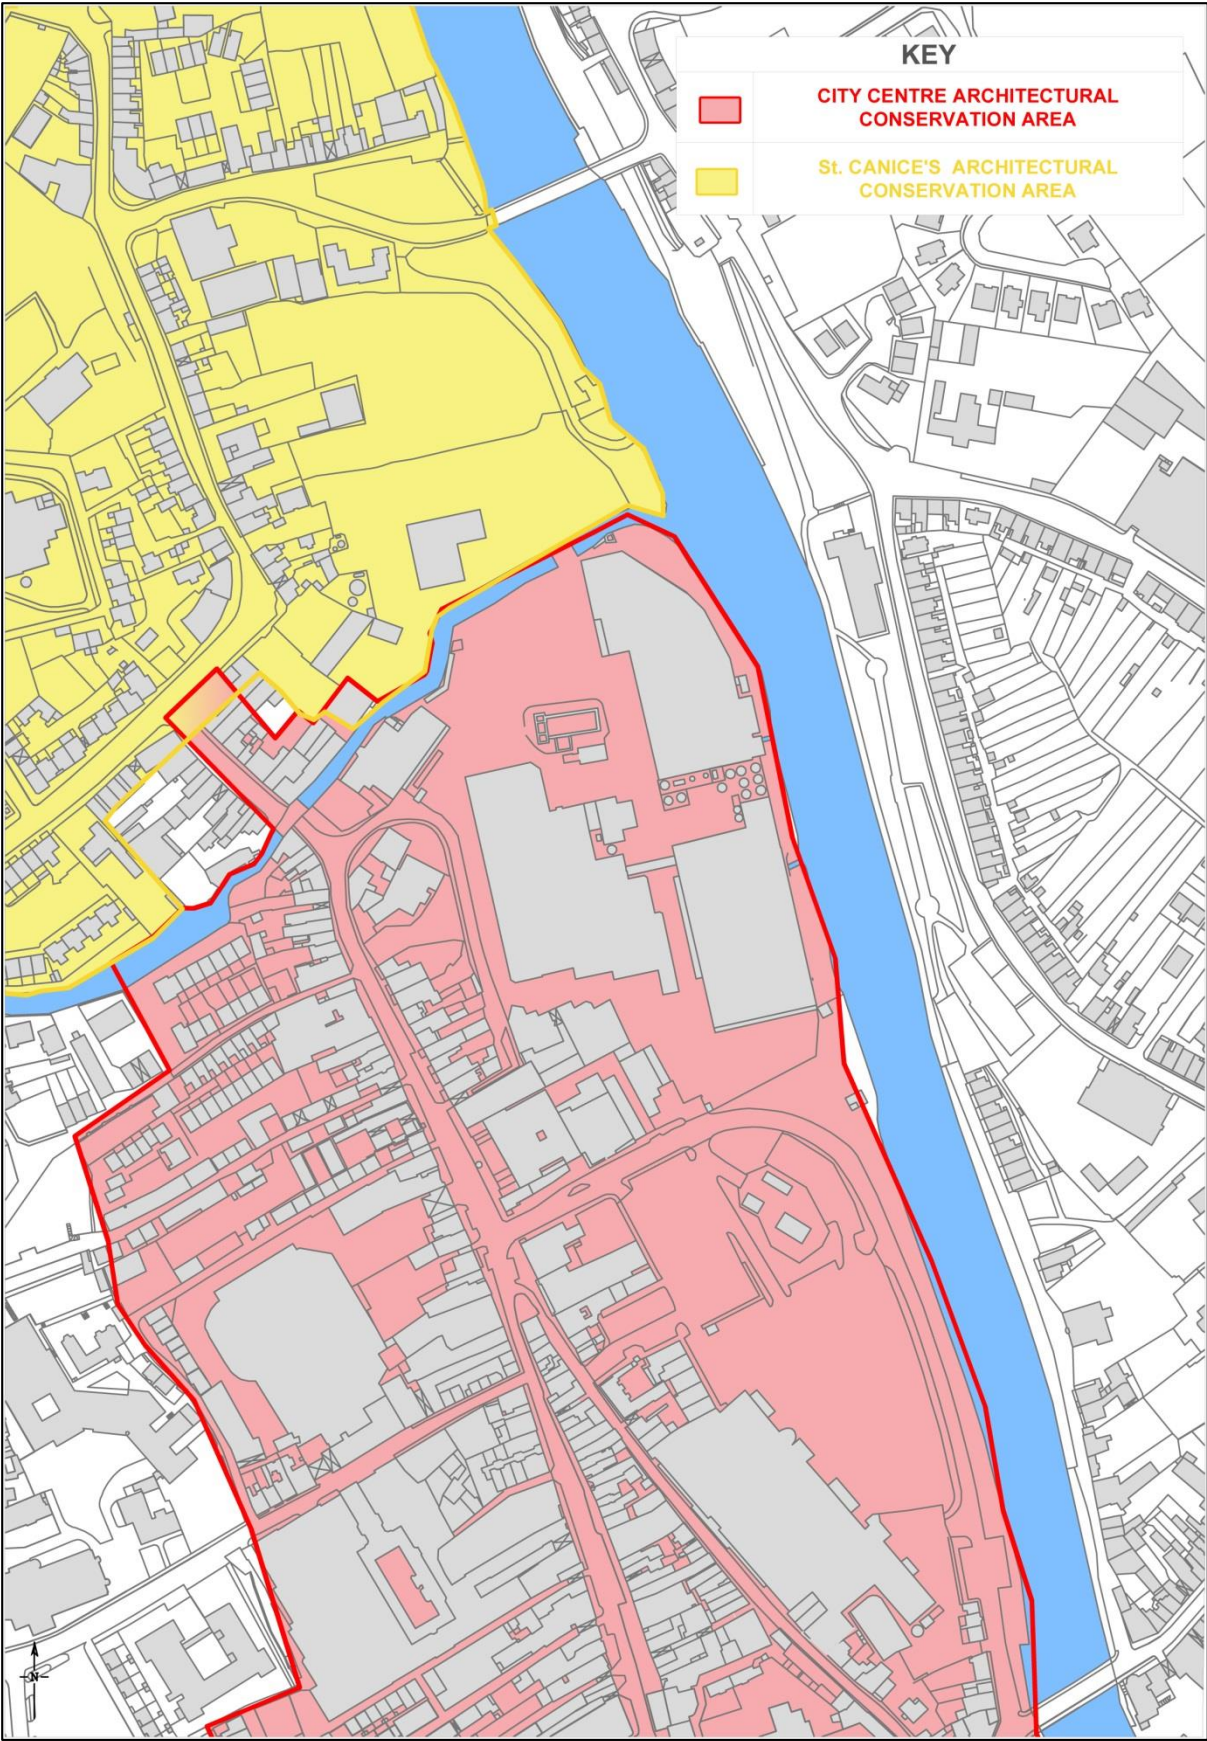 KEY
CITY CENTRE ARCHITECTURAL
CONSERVATION AREA
St. CANICE'S ARCHITECTURAL
CONSERVATION AREA
N